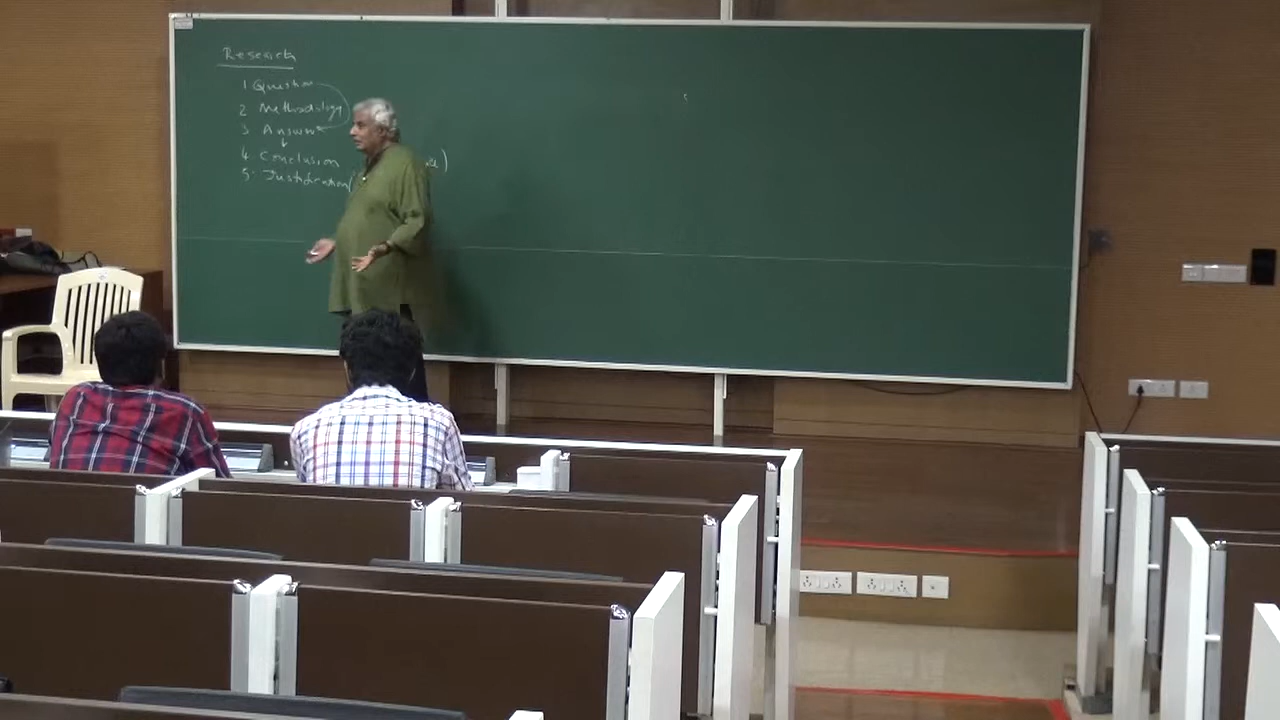 Research
1 Question
2 Methodology
3 Answer
4. Conclusion
5. Justification (